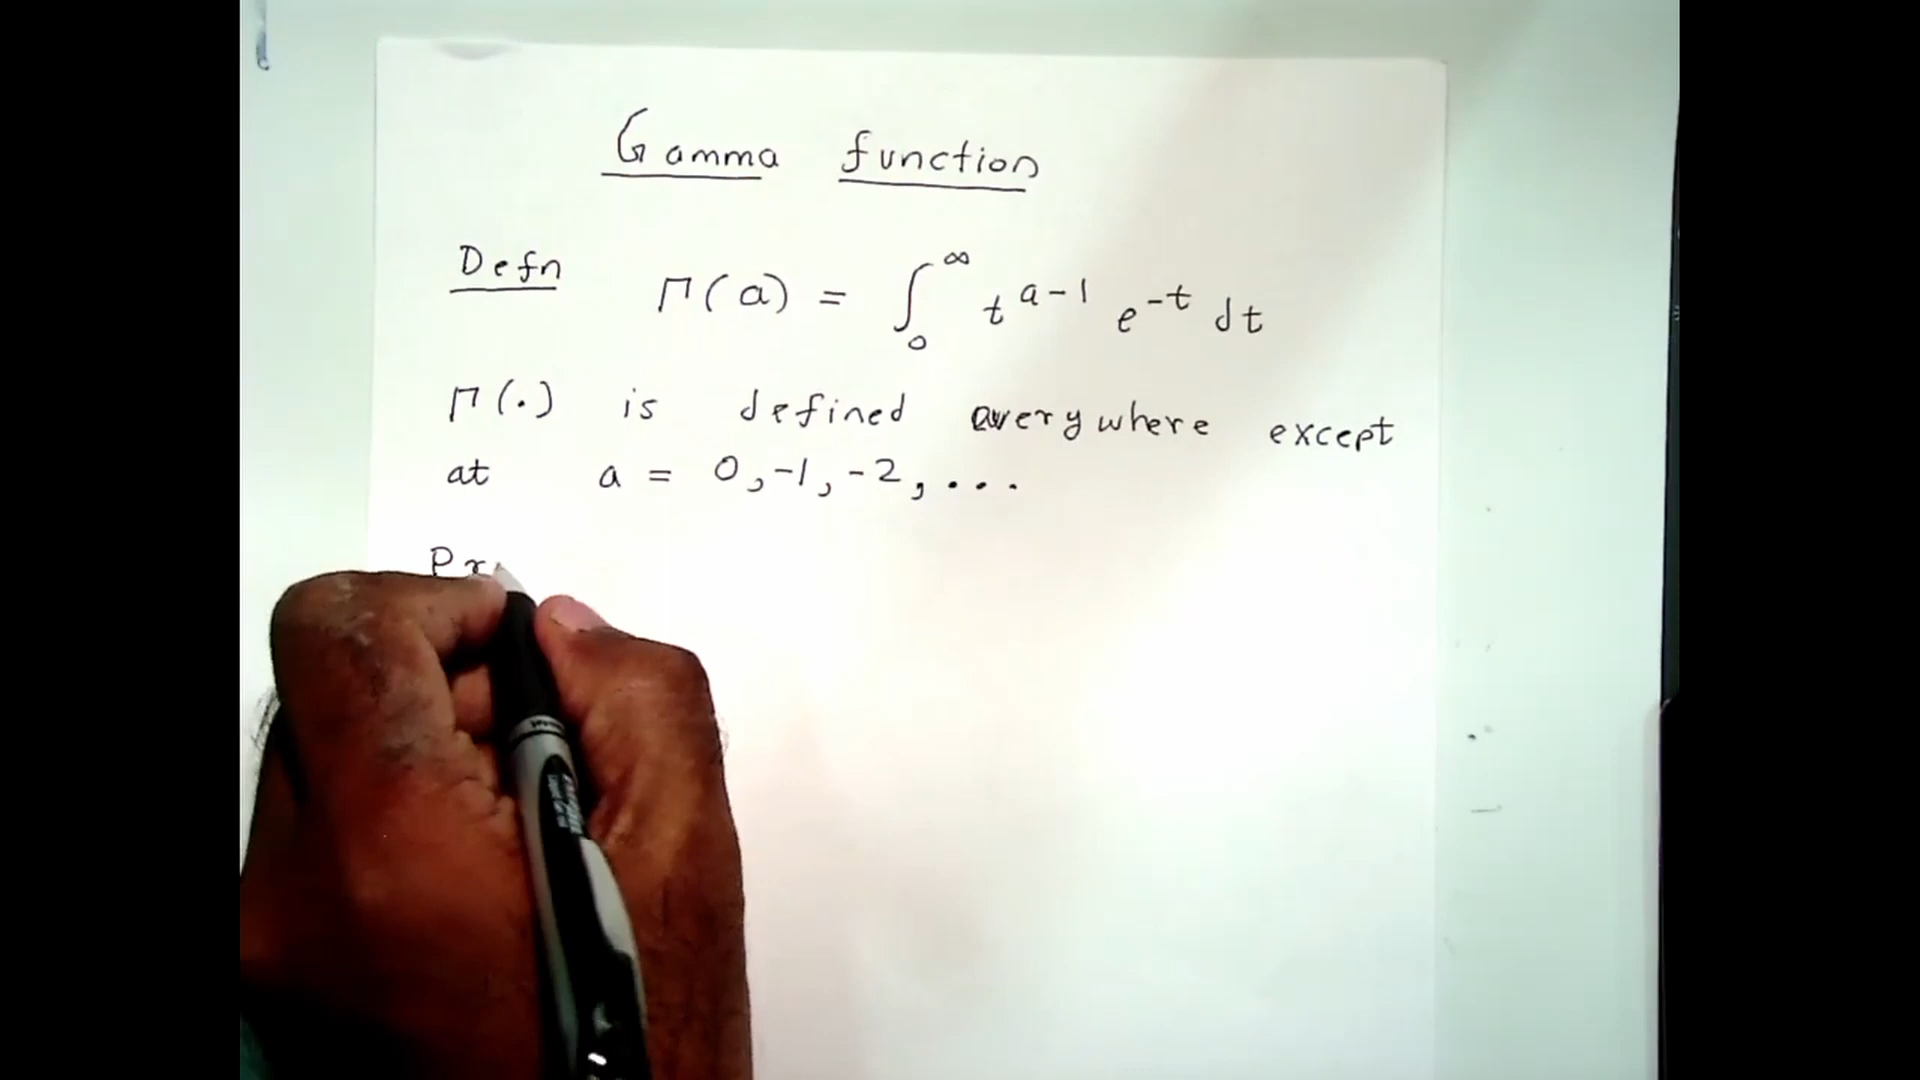 Gamma function
Defn Γ(a) = ∫₀^∞ t^(a-1) e^(-t) dt
Γ(.) is defined everywhere except
at a = 0, -1, -2, ...